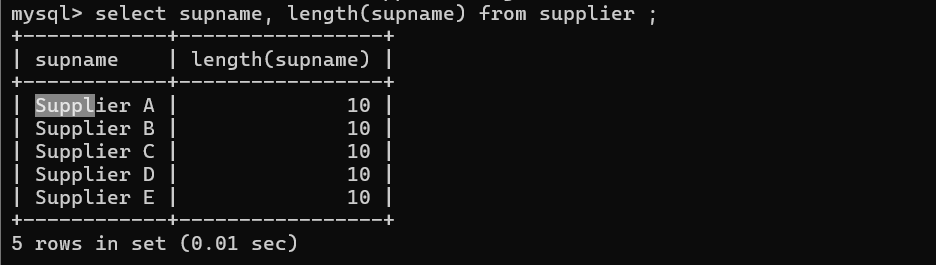 mysql> select supname, length(supname) from supplier ;
+------------+-----------------+
| supname    | length(supname) |
+------------+-----------------+
| Supplier A |              10 |
| Supplier B |              10 |
| Supplier C |              10 |
| Supplier D |              10 |
| Supplier E |              10 |
+------------+-----------------+
5 rows in set (0.01 sec)